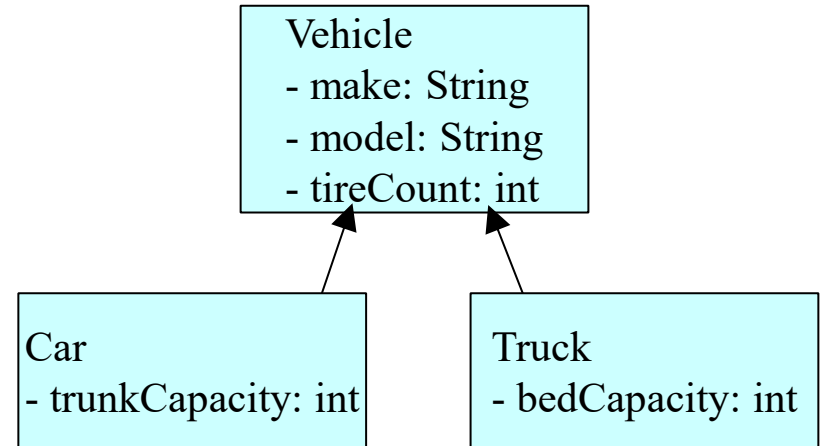 Vehicle
- make: String
- model: String
- tireCount: int
Car
- trunkCapacity: int
Truck
- bedCapacity: int